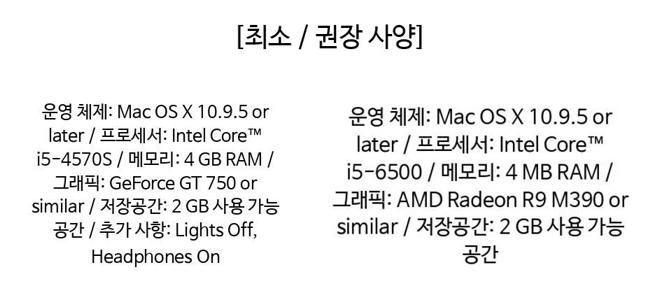 [최소 / 권장 사양]
운영 체제: Mac OS X 10.9.5 or
later / 프로세서: Intel Core™
i5-4570S / 메모리: 4 GB RAM /
그래픽: GeForce GT 750 or
similar / 저장공간: 2 GB 사용 가능
공간 / 추가 사항: Lights Off,
Headphones On
운영 체제: Mac OS X 10.9.5 or
later / 프로세서: Intel Core™
i5-6500 / 메모리: 4 MB RAM /
그래픽: AMD Radeon R9 M390 or
similar / 저장공간: 2 GB 사용 가능
공간